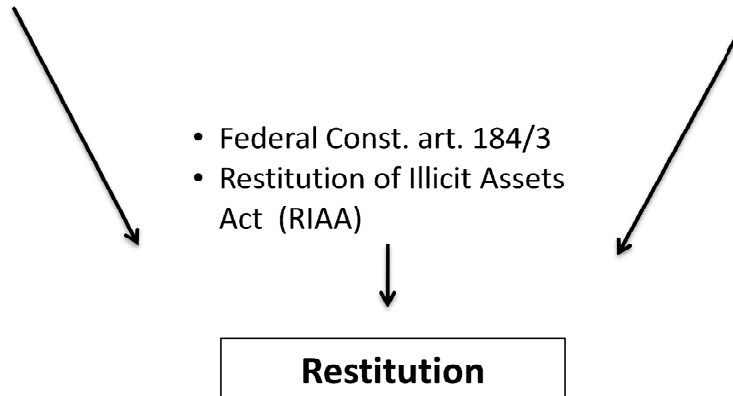 • Federal Const. art. 184/3
• Restitution of Illicit Assets
Act (RIAA)
Restitution